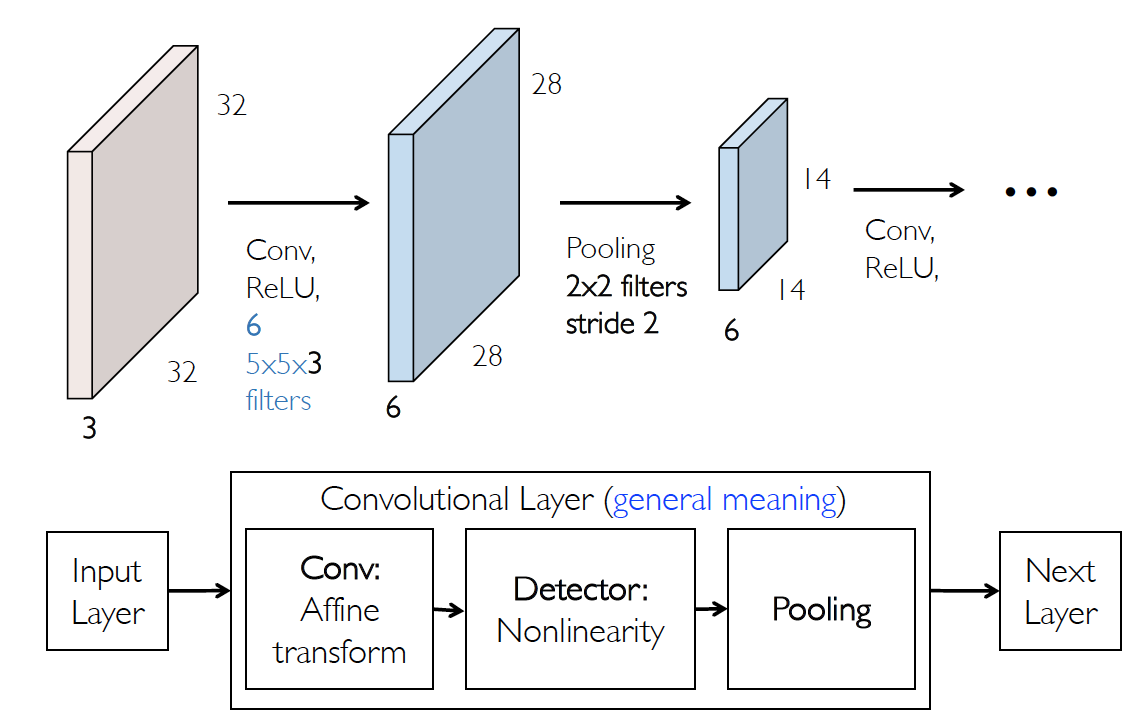 32
32
3
Conv,
ReLU,
6
5x5x3
filters
28
28
6
Pooling
2x2 filters
stride 2
14
14
6
Conv,
ReLU,
...
Convolutional Layer (general meaning)
Input
Layer
Conv:
Affine
transform
Detector:
Nonlinearity
Pooling
Next
Layer